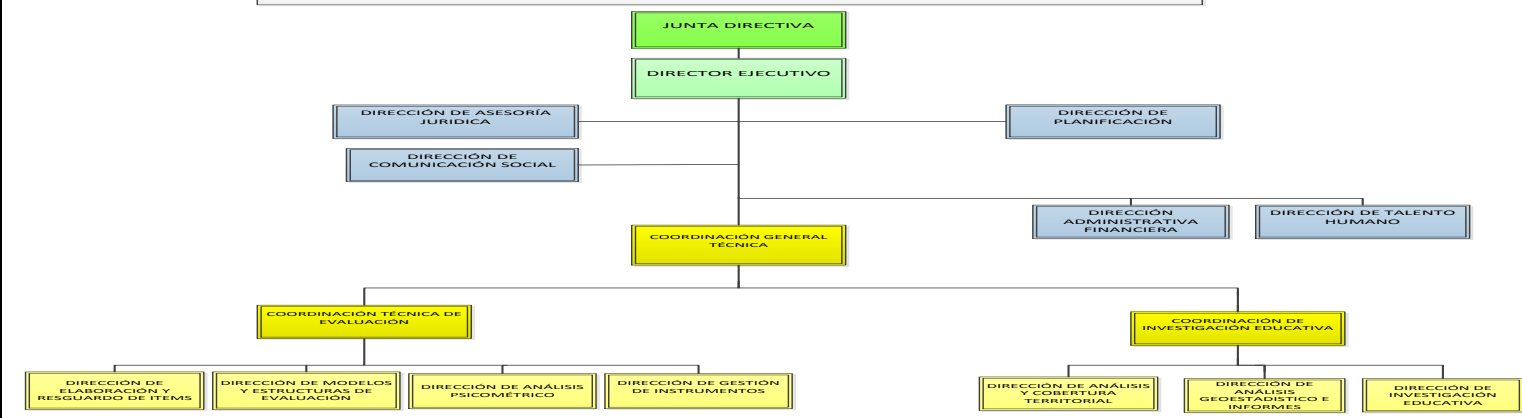 JUNTA DIRECTIVA
DIRECTOR EJECUTIVO
DIRECCIÓN DE ASESORÍA
JURIDICA
DIRECCIÓN DE
PLANIFICACIÓN
DIRECCIÓN DE
COMUNICACIÓN SOCIAL
DIRECCIÓN
ADMINISTRATIVA
FINANCIERA
DIRECCIÓN DE TALENTO
HUMANO
COORDINACIÓN GENERAL
TÉCNICA
COORDINACIÓN TÉCNICA DE
EVALUACIÓN
COORDINACIÓN DE
INVESTIGACIÓN EDUCATIVA
DIRECCIÓN DE
ELABORACIÓN Y
RESGUARDO DE ITEMS
DIRECCIÓN DE MODELOS
Y ESTRUCTURAS DE
EVALUACIÓN
DIRECCIÓN DE ANÁLISIS
PSICOMÉTRICO
DIRECCIÓN DE GESTIÓN
DE INSTRUMENTOS
DIRECCIÓN DE ANÁLISIS
Y COBERTURA
TERRITORIAL
DIRECCIÓN DE
ANÁLISIS
GEOESTADISTICO E
INFORMES
DIRECCIÓN DE
INVESTIGACIÓN
EDUCATIVA